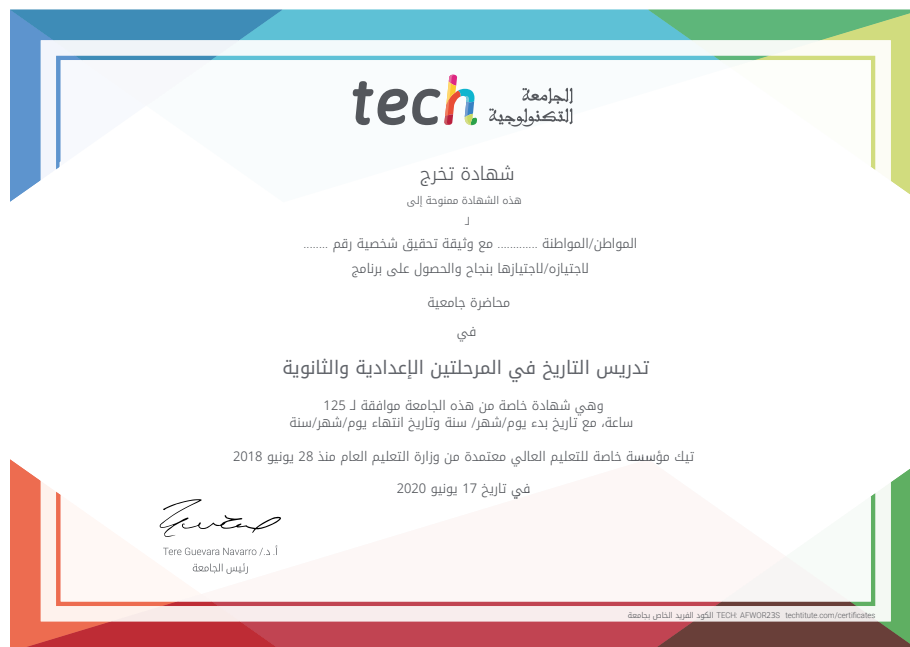 tech الجامعة
التكنولوجية
شهادة تخرج
هذه الشهادة ممنوحة إلى
لـ
المواطن/المواطنة ............ مع وثيقة تحقيق شخصية رقم ........
لاجتيازه/لاجتيازها بنجاح والحصول على برنامج
محاضرة جامعية
في
تدريس التاريخ في المرحلتين الإعدادية والثانوية
وهي شهادة خاصة من هذه الجامعة موافقة لـ 125
ساعة، مع تاريخ بدء يوم/شهر/ سنة وتاريخ انتهاء يوم/شهر/سنة
تيك مؤسسة خاصة للتعليم العالي معتمدة من وزارة التعليم العام منذ 28 يونيو 2018
في تاريخ 17 يونيو 2020
أ. د./ Tere Guevara Navarro
رئيس الجامعة
الكود الفريد الخاص بجامعة TECH: AFWOR23S techtitute.com/certificates